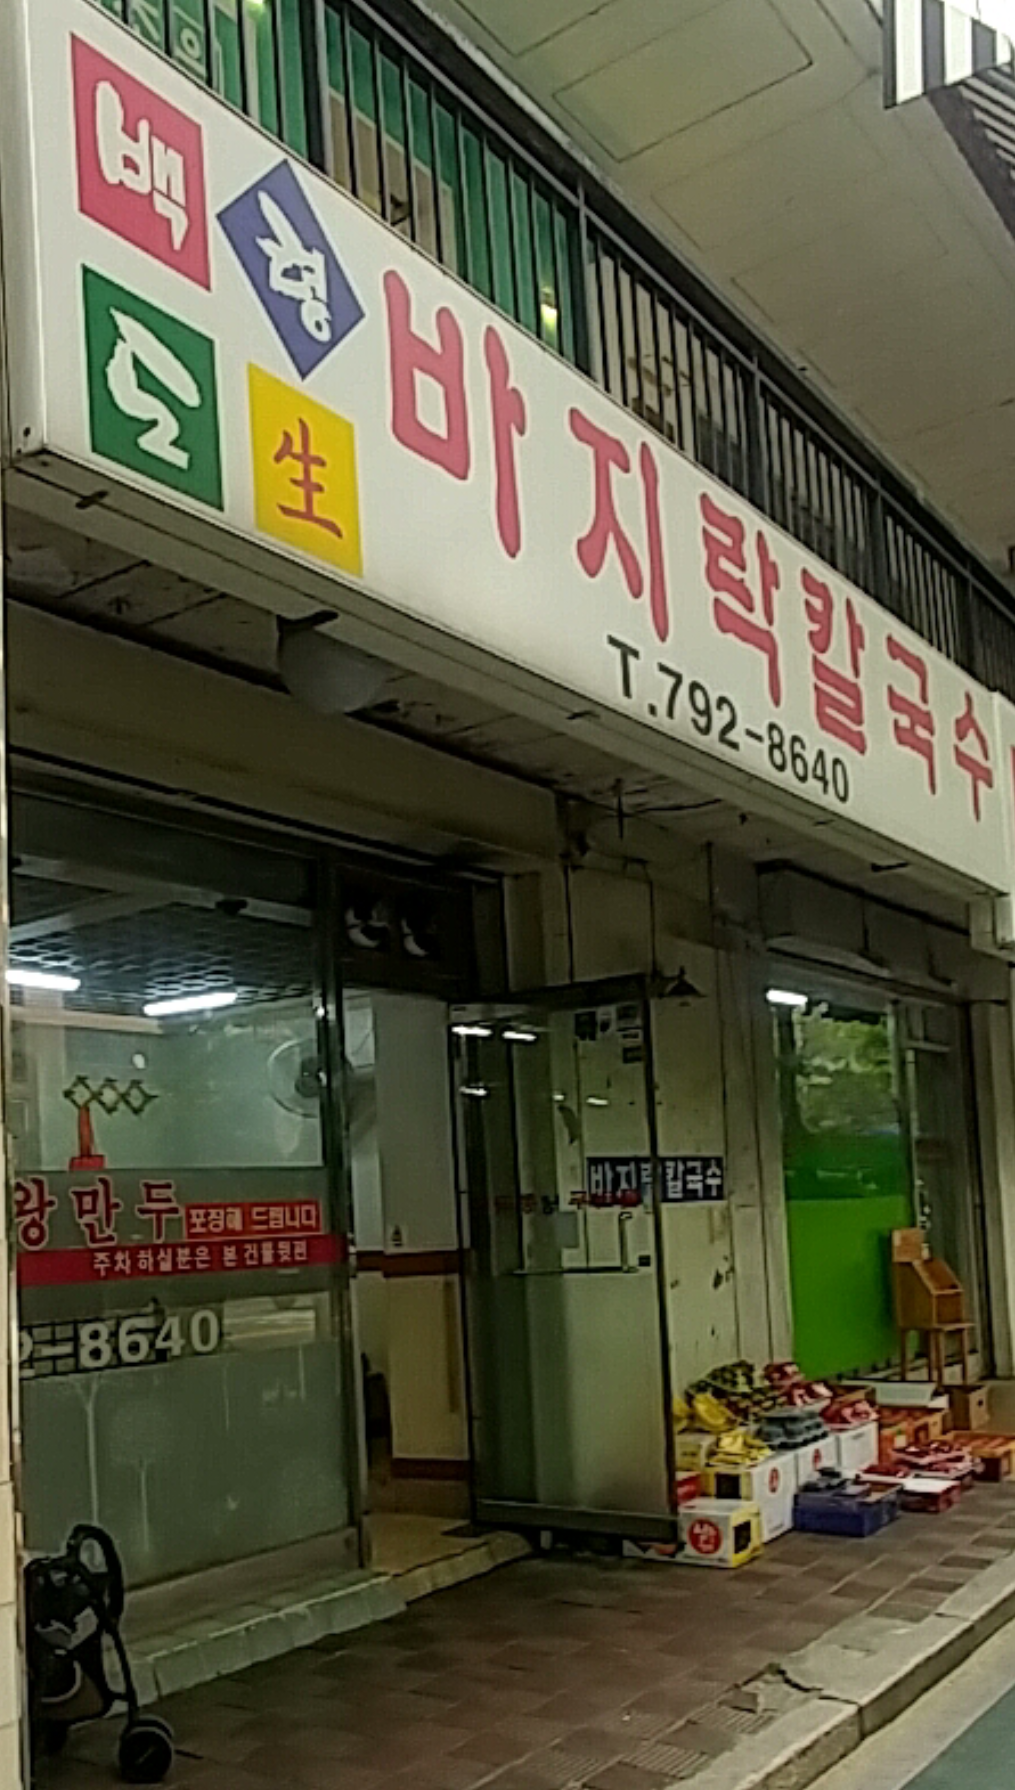 백
生
바지락칼국수
T.792-8640
바지락칼국수
왕만두 포장해 드립니다
주차하실분은 본건물뒷편
2-8640